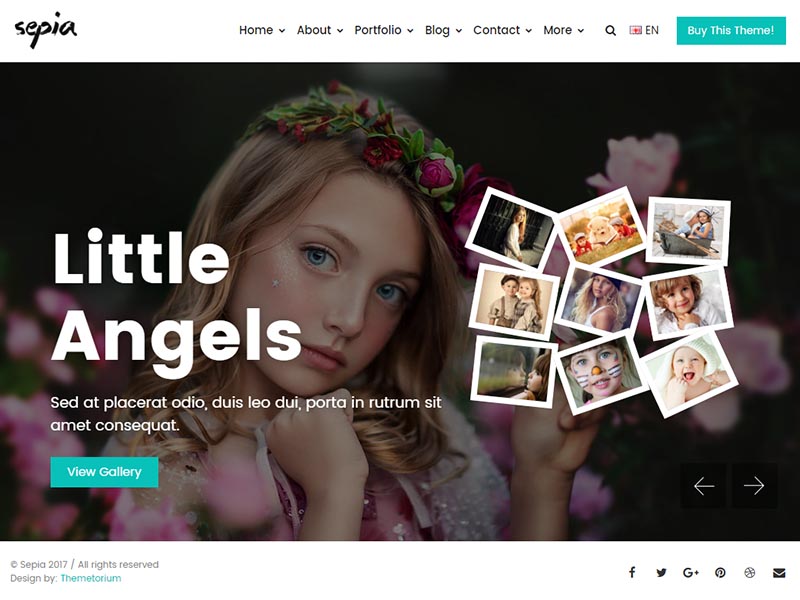 sepia
Home About Portfolio Blog Contact More EN Buy This Theme!
Little
Angels
Sed at placerat odio, duis leo dui, porta in rutrum sit
amet consequat.
View Gallery
© Sepia 2017 / All rights reserved
Design by: Themetorium
G+